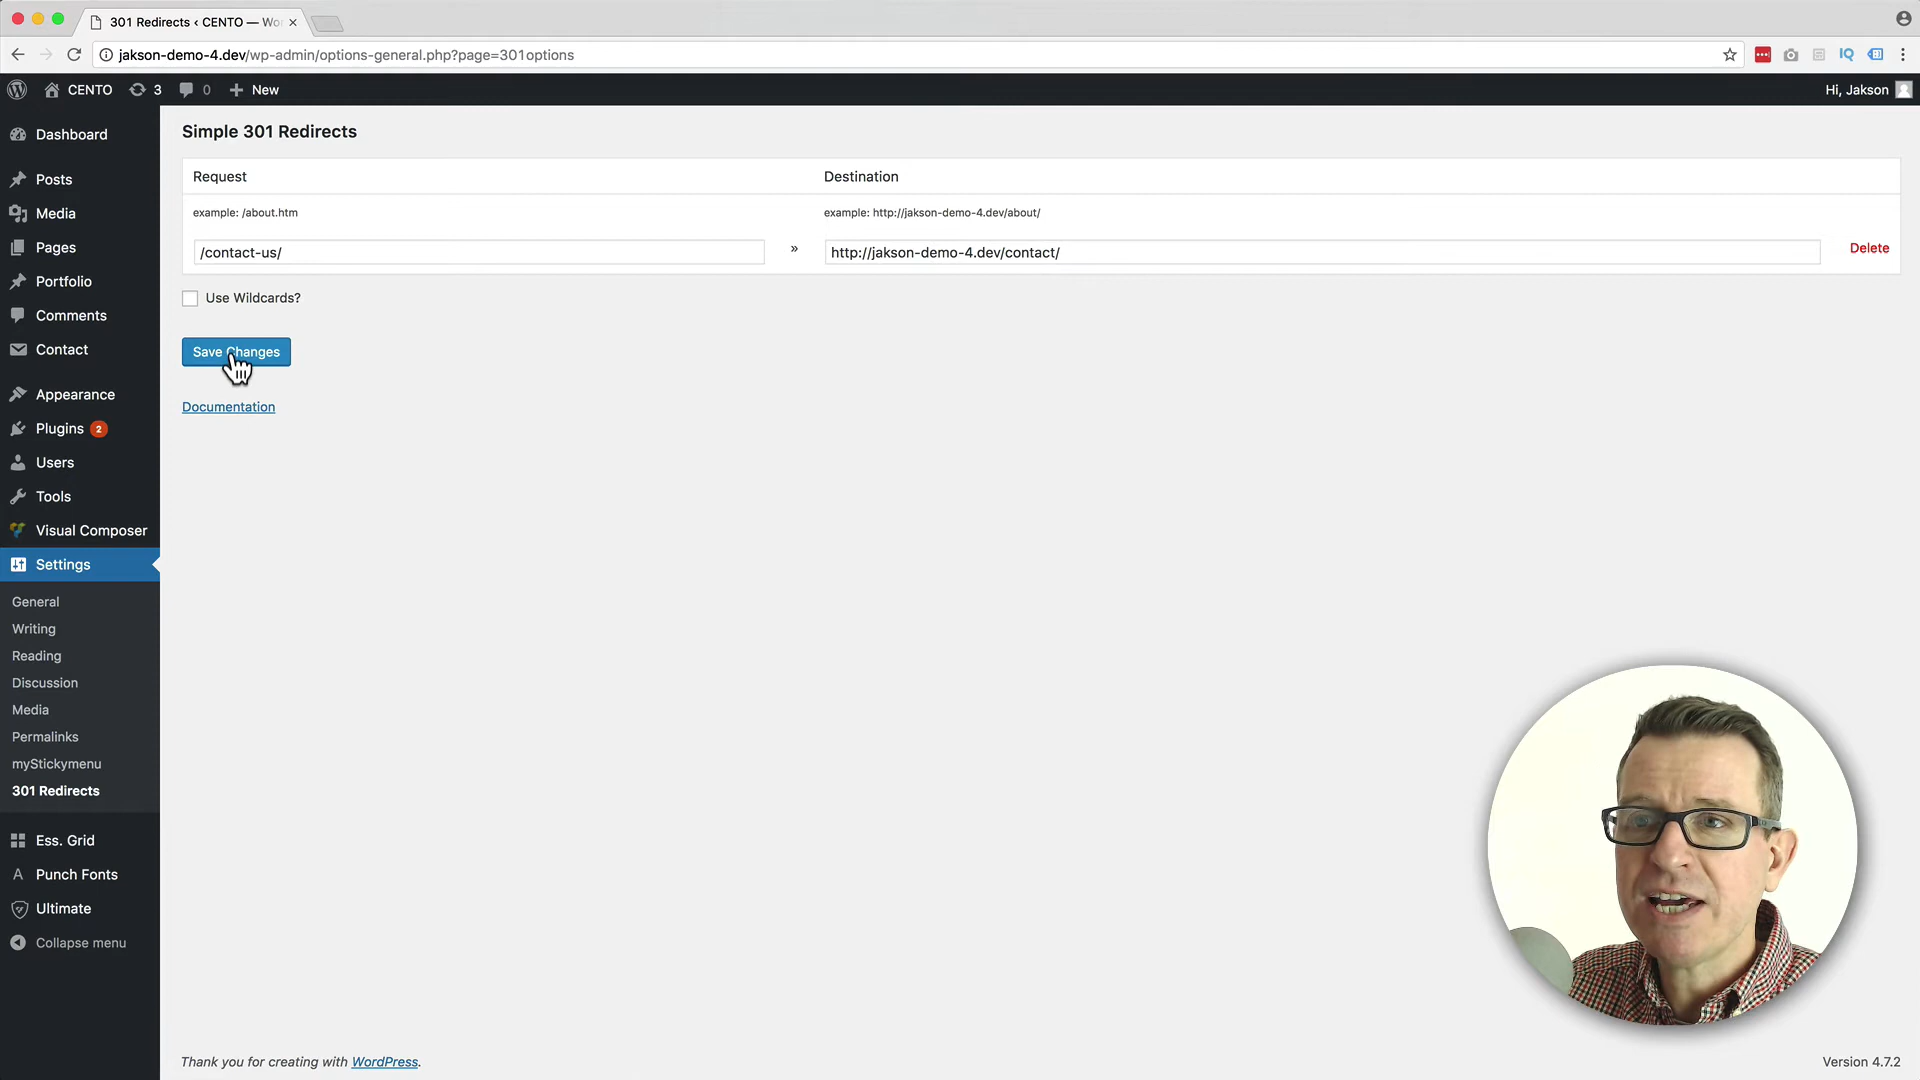 301 Redirects ‹ CENTO — Wo
jakson-demo-4.dev/wp-admin/options-general.php?page=301options
CENTO 3 0 + New Hi, Jakson
Dashboard
Posts
Media
Pages
Portfolio
Comments
Contact
Appearance
Plugins 2
Users
Tools
Visual Composer
Settings
General
Writing
Reading
Discussion
Media
Permalinks
myStickymenu
301 Redirects
Ess. Grid
Punch Fonts
Ultimate
Collapse menu
Simple 301 Redirects
Request Destination
example: /about.htm example: http://jakson-demo-4.dev/about/
/contact-us/ » http://jakson-demo-4.dev/contact/ Delete
Use Wildcards?
Save Changes
Documentation
Thank you for creating with WordPress. Version 4.7.2